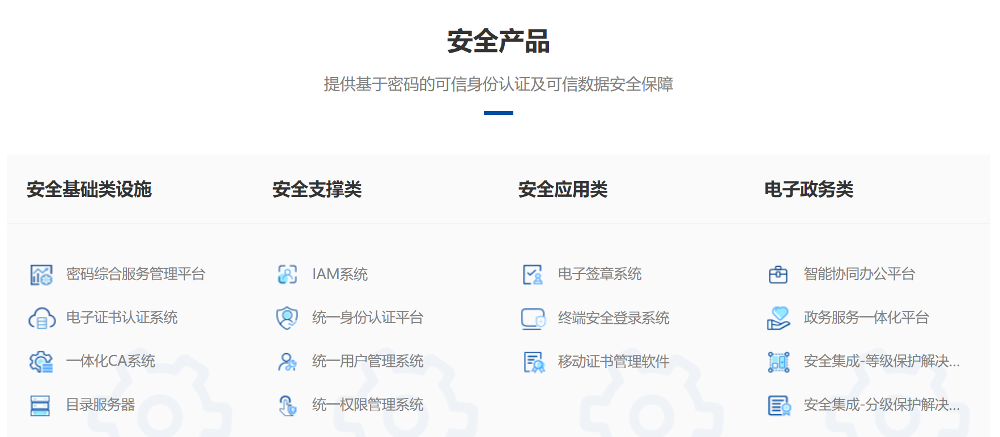 安全产品
提供基于密码的可信身份认证及可信数据安全保障
安全基础类设施
安全支撑类
安全应用类
电子政务类
密码综合服务管理平台
IAM系统
电子签章系统
智能协同办公平台
电子证书认证系统
统一身份认证平台
终端安全登录系统
政务服务一体化平台
一体化CA系统
统一用户管理系统
移动证书管理软件
安全集成-等级保护解决...
目录服务器
统一权限管理系统
安全集成-分级保护解决...